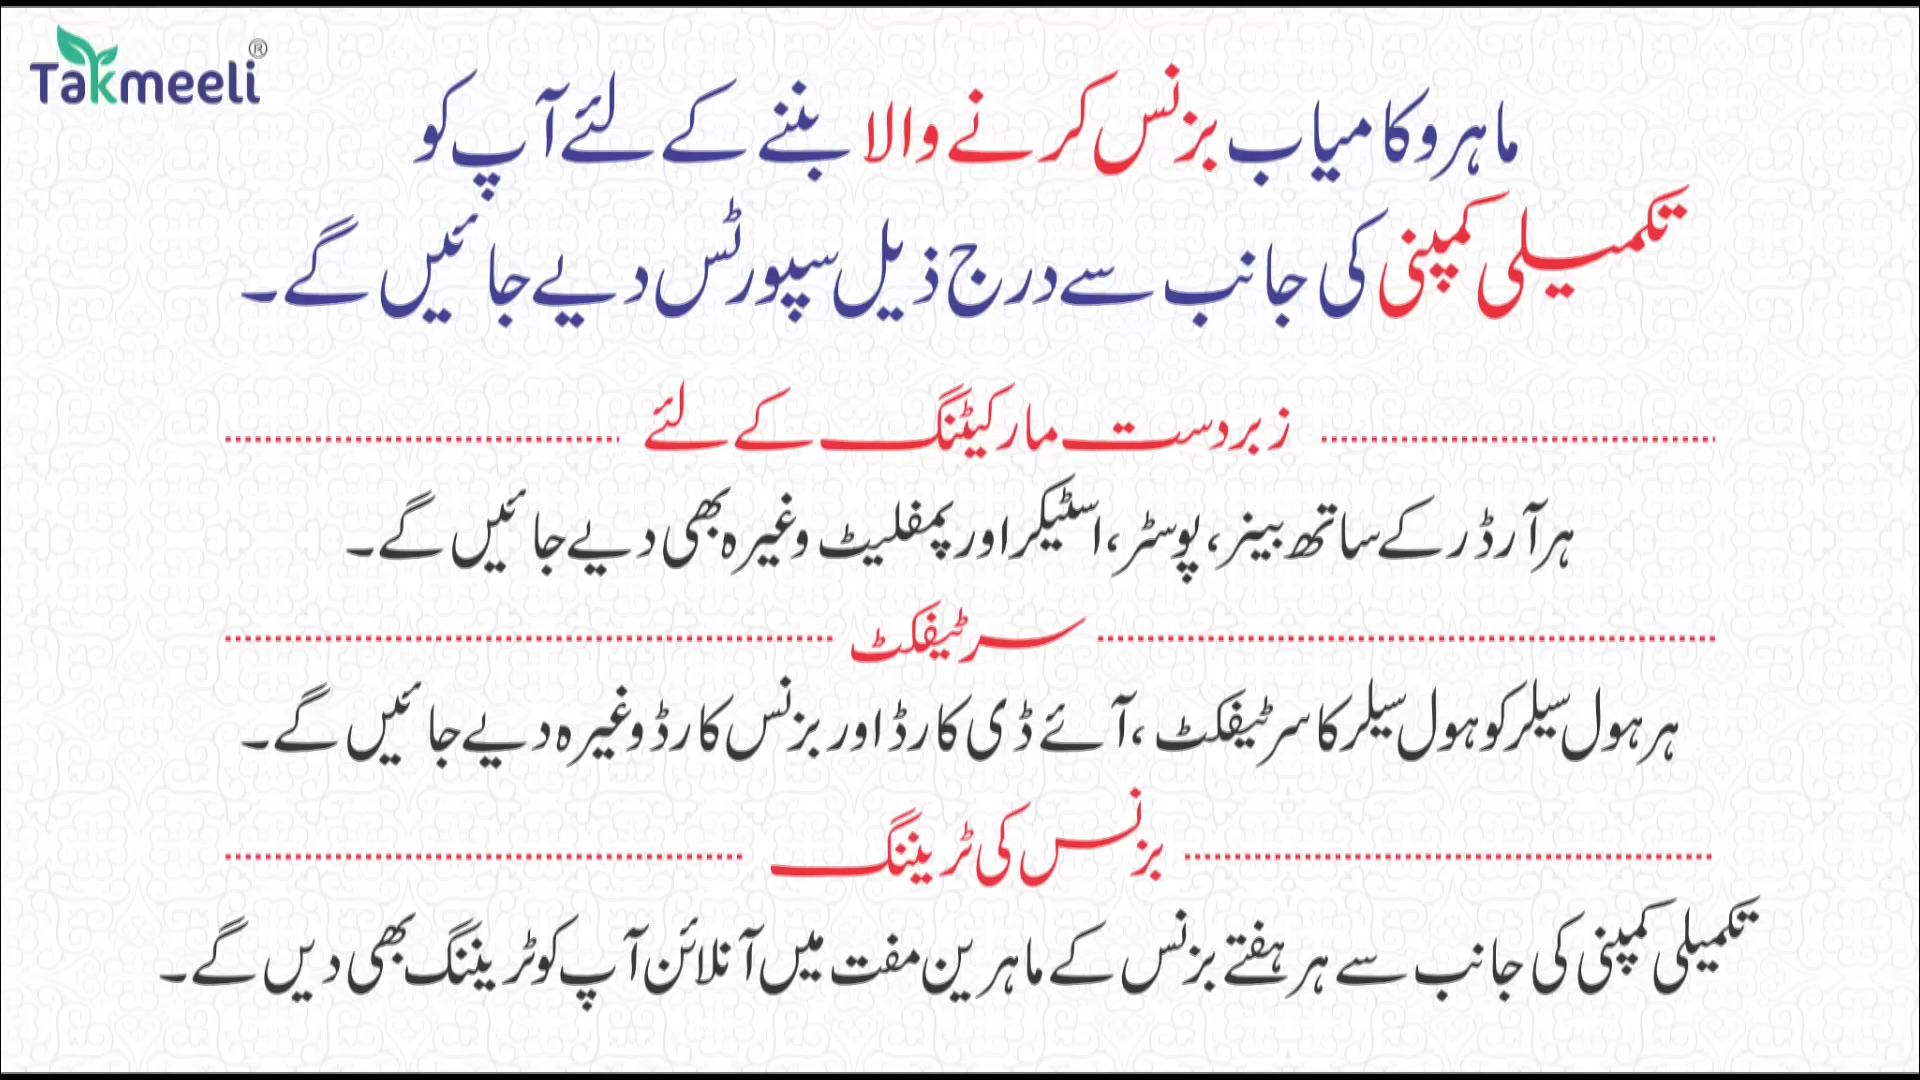 Takmeeli®
ماہر و کامیاب بزنس کرنے والا بننے کے لئے آپ کو
تکمیلی کمپنی کی جانب سے درج ذیل سپورٹس دیے جائیں گے۔
زبردست مارکیٹنگ کے لئے
ہر آرڈر کے ساتھ بینر، پوسٹر، اسٹیکر اور پمفلیٹ وغیرہ بھی دیے جائیں گے۔
سرٹیفکٹ
ہر ہول سیلر کو ہول سیلر کا سرٹیفکٹ، آئے ڈی کارڈ اور بزنس کارڈ وغیرہ دیے جائیں گے۔
بزنس کی ٹریننگ
تکمیلی کمپنی کی جانب سے ہر ہفتے بزنس کے ماہرین مفت میں آنلائن آپ کو ٹریننگ بھی دیں گے۔